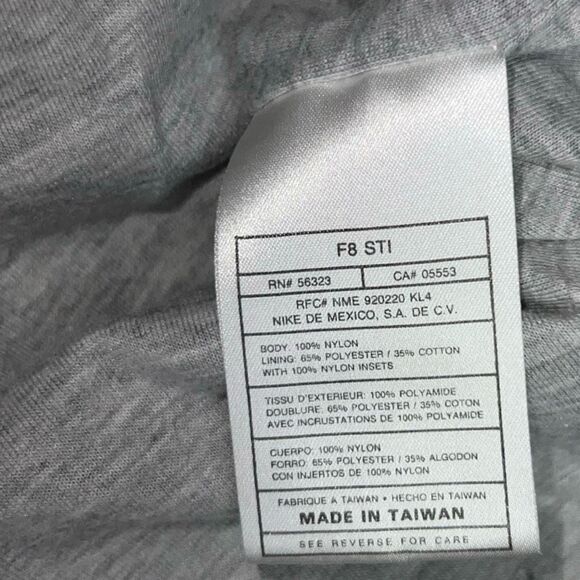 F8 STI
RN# 56323 CA# 05553
RFC# NME 920220 KL4
NIKE DE MEXICO, S.A. DE C.V.
BODY: 100% NYLON
LINING: 65% POLYESTER / 35% COTTON
WITH 100% NYLON INSETS
TISSU D'EXTERIEUR: 100% POLYAMIDE
DOUBLURE: 65% POLYESTER / 35% COTON
AVEC INCRUSTATIONS DE 100% POLYAMIDE
CUERPO: 100% NYLON
FORRO: 65% POLYESTER / 35% ALGODON
CON INJERTOS DE 100% NYLON
FABRIQUE A TAIWAN • HECHO EN TAIWAN
MADE IN TAIWAN
SEE REVERSE FOR CARE